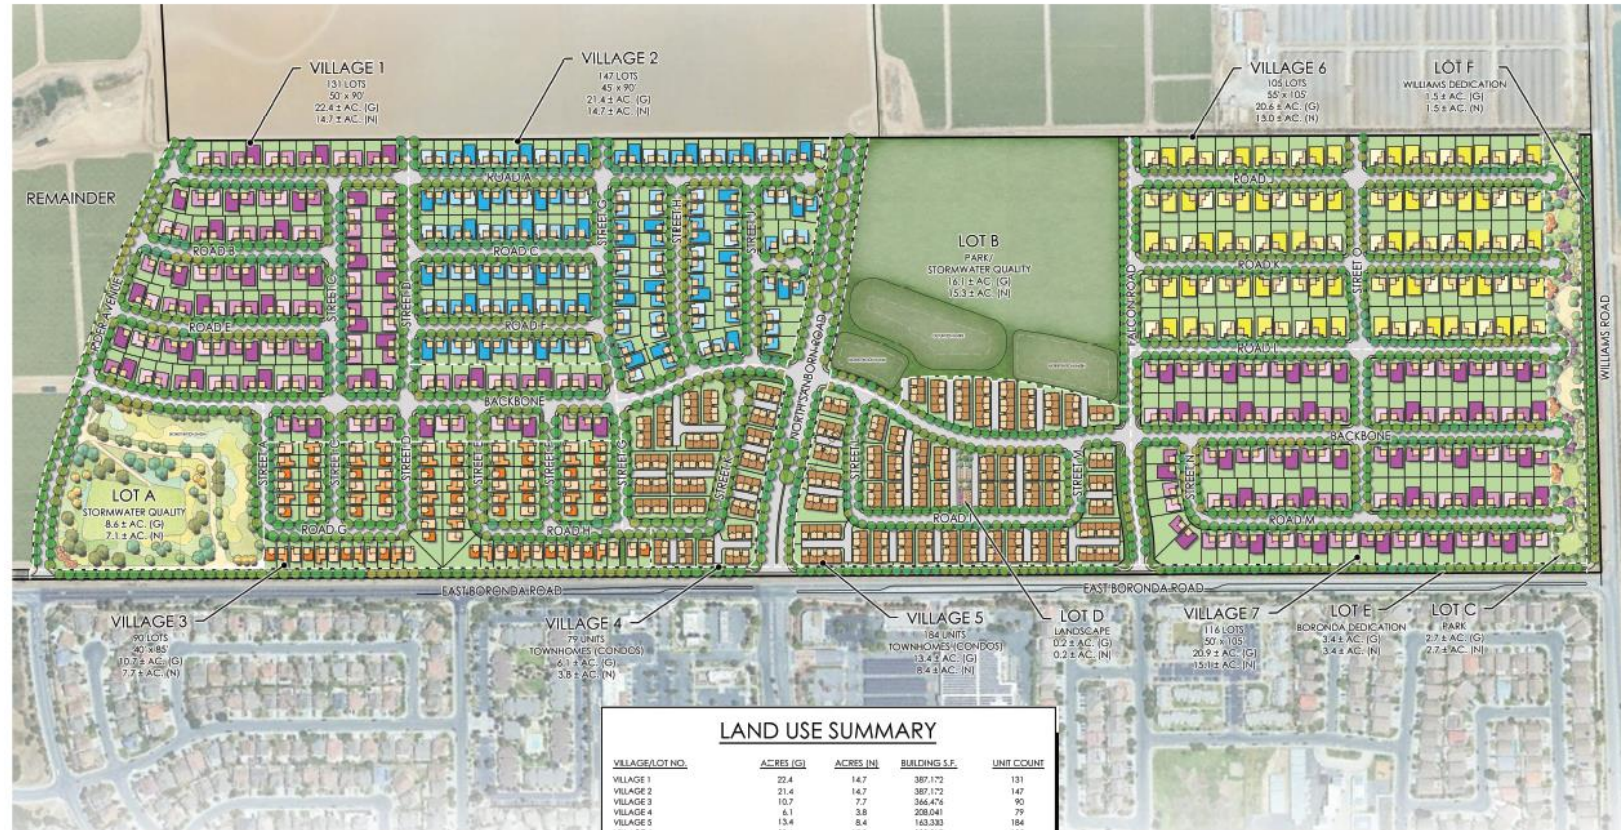 VILLAGE 1
131 LOTS
50' x 90'
22.4 ± AC. (G)
14.7 ± AC. (N)
VILLAGE 2
147 LOTS
45' x 90'
21.4 ± AC. (G)
14.7 ± AC. (N)
VILLAGE 6
105 LOTS
55' x 105'
20.6 ± AC. (G)
13.0 ± AC. (N)
LOT F
WILLIAMS DEDICATION
1.5 ± AC. (G)
1.5 ± AC. (N)
REMAINDER
ROAD A
ROAD B
ROAD C
ROAD E
ROAD F
STREET C
STREET D
STREET G
STREET H
STREET J
AVENUE
BACKBONE
NORTH SANBORN ROAD
LOT B
PARK/
STORMWATER QUALITY
16.1 ± AC. (G)
15.3 ± AC. (N)
FALCON ROAD
ROAD J
ROAD K
ROAD L
STREET O
WILLIAMS ROAD
BACKBONE
LOT A
STORMWATER QUALITY
8.6 ± AC. (G)
7.1 ± AC. (N)
STREET A
STREET C
STREET D
STREET E
STREET F
STREET G
STREET K
ROAD G
ROAD H
STREET L
STREET M
ROAD I
STREET N
ROAD M
EAST BORONDA ROAD
EAST BORONDA ROAD
VILLAGE 3
90 LOTS
40' x 85'
10.7 ± AC. (G)
7.7 ± AC. (N)
VILLAGE 4
79 UNITS
TOWNHOMES (CONDOS)
6.1 ± AC. (G)
3.8 ± AC. (N)
VILLAGE 5
184 UNITS
TOWNHOMES (CONDOS)
13.4 ± AC. (G)
8.4 ± AC. (N)
LOT D
LANDSCAPE
0.2 ± AC. (G)
0.2 ± AC. (N)
VILLAGE 7
116 LOTS
50' x 105'
20.9 ± AC. (G)
15.1 ± AC. (N)
LOT E
BORONDA DEDICATION
3.4 ± AC. (G)
3.4 ± AC. (N)
LOT C
PARK
2.7 ± AC. (G)
2.7 ± AC. (N)
LAND USE SUMMARY
VILLAGE/LOT NO. ACRES (G) ACRES (N) BUILDING S.F. UNIT COUNT
VILLAGE 1 22.4 14.7 387,172 131
VILLAGE 2 21.4 14.7 387,172 147
VILLAGE 3 10.7 7.7 366,476 90
VILLAGE 4 6.1 3.8 208,041 79
VILLAGE 5 13.4 8.4 163,333 184